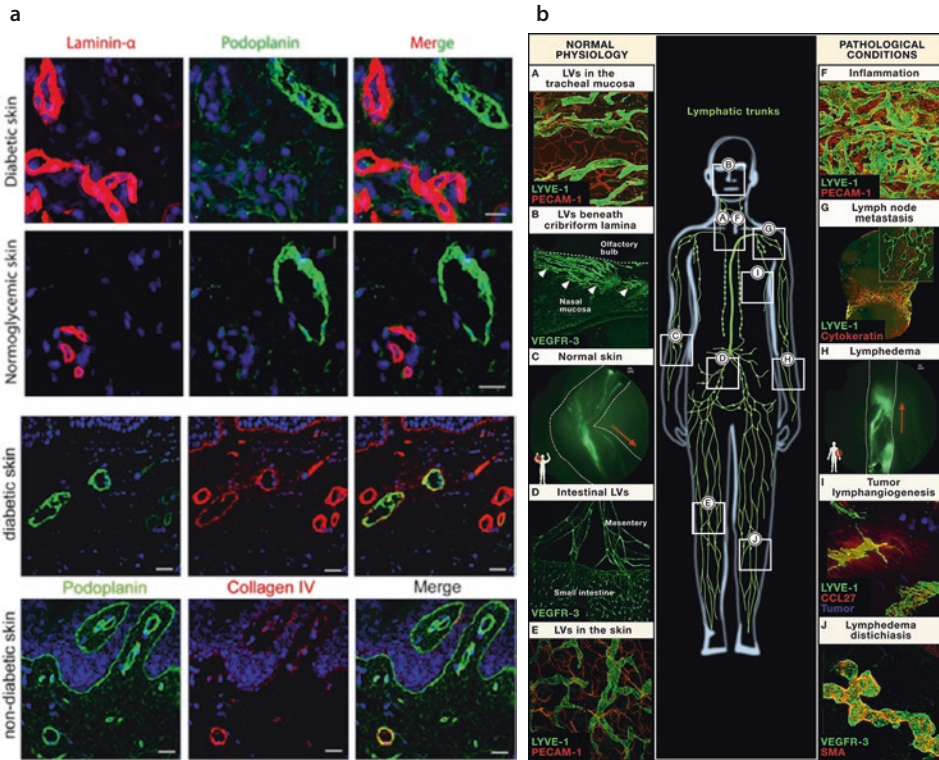 a
Laminin-α
Podoplanin
Merge
Diabetic skin
Normoglycemic skin
diabetic skin
Podoplanin
Collagen IV
Merge
non-diabetic skin
b
NORMAL
PHYSIOLOGY
A
LVs in the
tracheal mucosa
LYVE-1
PECAM-1
B
LVs beneath
cribriform lamina
Olfactory
bulb
Nasal
mucosa
VEGFR-3
C
Normal skin
D
Intestinal LVs
Mesentery
Small intestine
VEGFR-3
E
LVs in the skin
LYVE-1
PECAM-1
Lymphatic trunks
B
A
F
G
I
C
D
H
E
J
PATHOLOGICAL
CONDITIONS
F
Inflammation
LYVE-1
PECAM-1
G
Lymph node
metastasis
LYVE-1
Cytokeratin
H
Lymphedema
I
Tumor
lymphangiogenesis
LYVE-1
CCL27
Tumor
J
Lymphedema
distichiasis
VEGFR-3
SMA